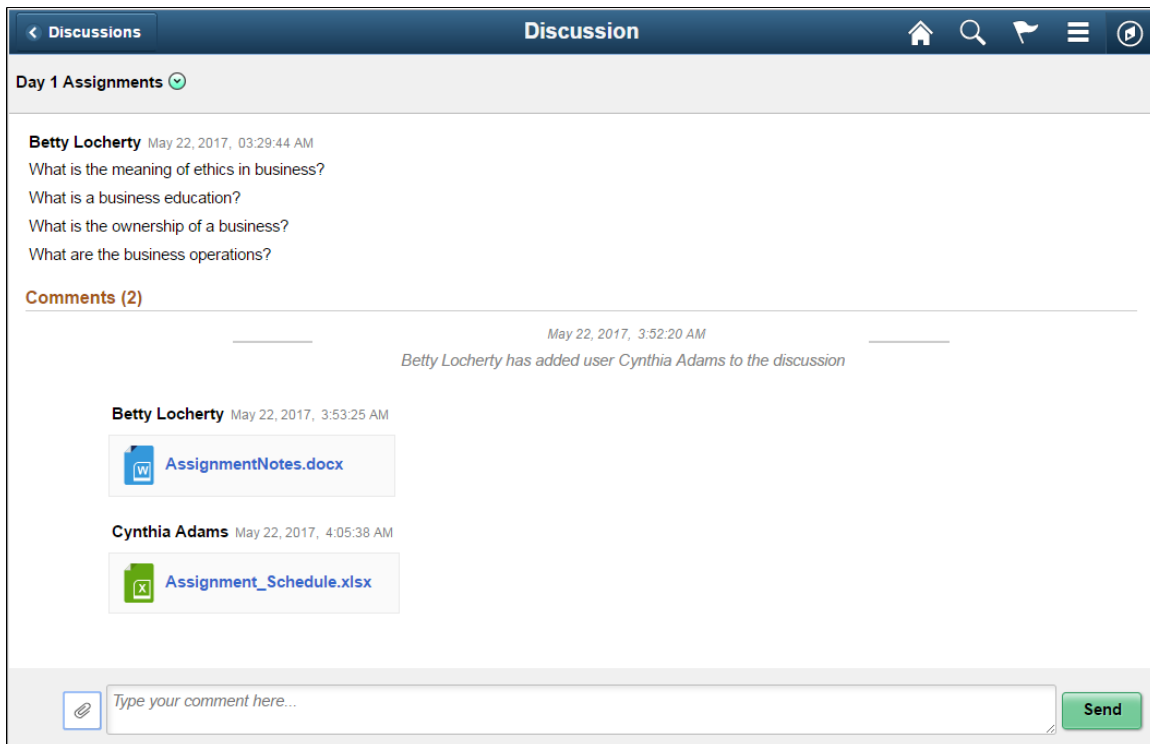 Discussions
Discussion
Day 1 Assignments
Betty Locherty May 22, 2017, 03:29:44 AM
What is the meaning of ethics in business?
What is a business education?
What is the ownership of a business?
What are the business operations?
Comments (2)
May 22, 2017, 3:52:20 AM
Betty Locherty has added user Cynthia Adams to the discussion
Betty Locherty May 22, 2017, 3:53:25 AM
W
AssignmentNotes.docx
Cynthia Adams May 22, 2017, 4:05:38 AM
X
Assignment_Schedule.xlsx
Type your comment here...
Send